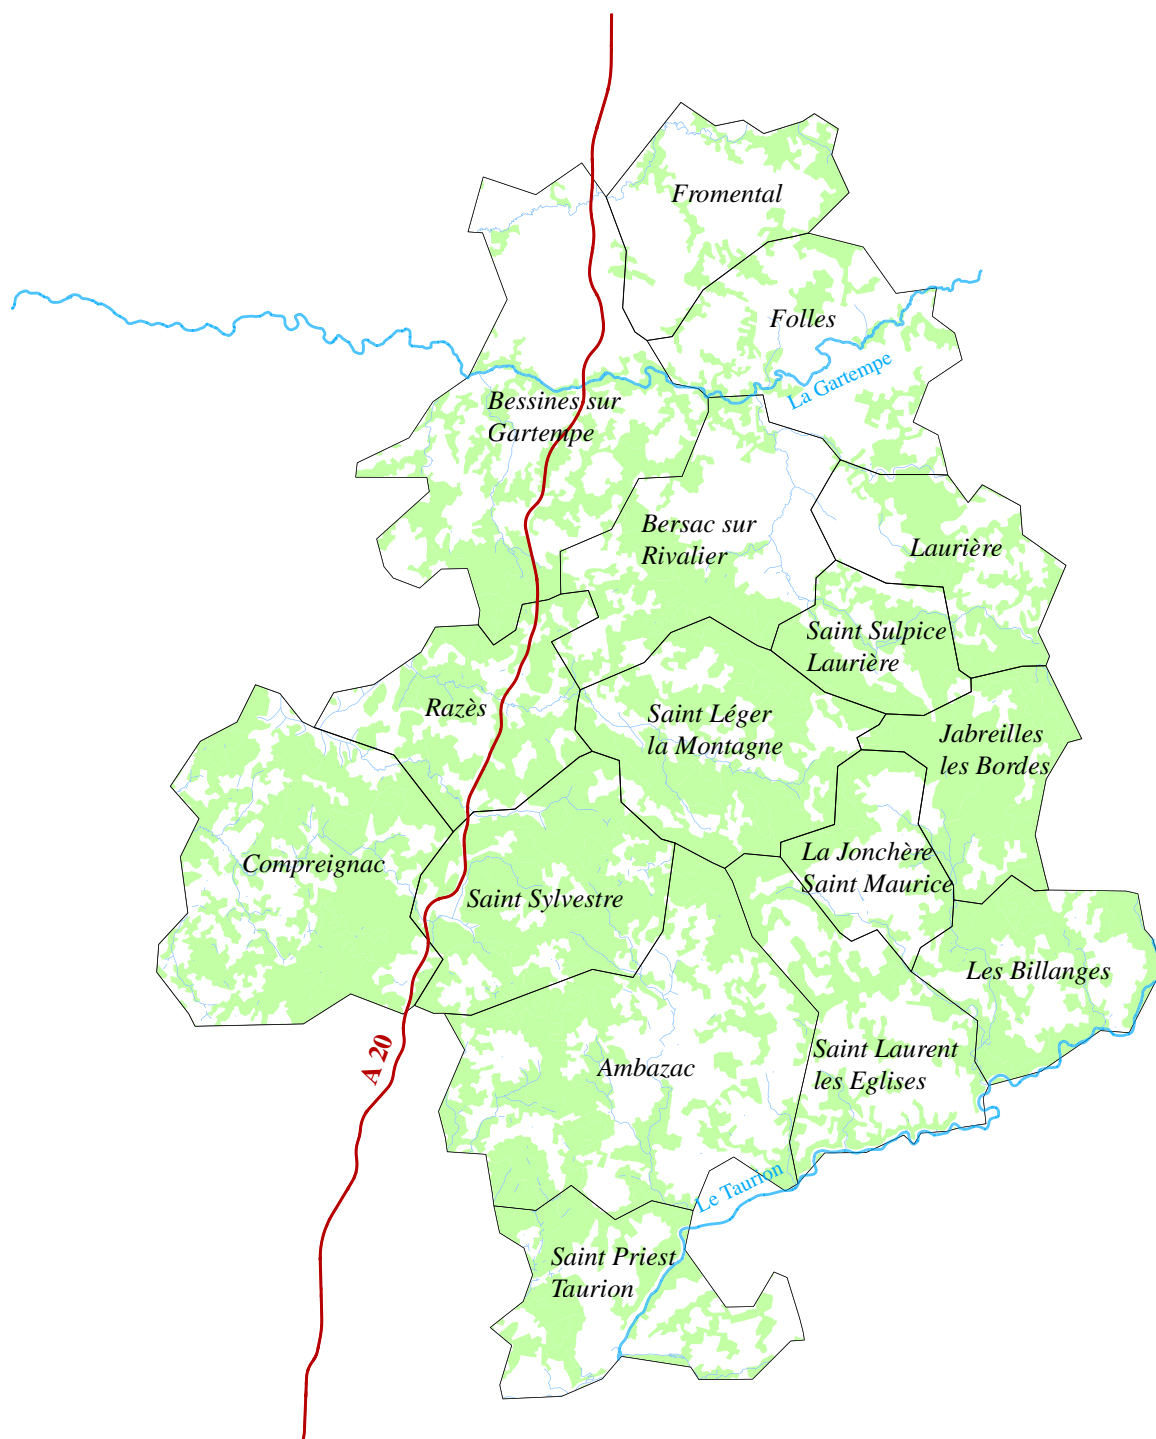 Fromental
Folles
La Gartempe
Bessines sur
Gartempe
Bersac sur
Rivalier
Laurière
Saint Sulpice
Laurière
Razès
Saint Léger
la Montagne
Jabreilles
les Bordes
Compreignac
La Jonchère
Saint Maurice
Saint Sylvestre
Les Billanges
A 20
Ambazac
Saint Laurent
les Eglises
Le Taurion
Saint Priest
Taurion